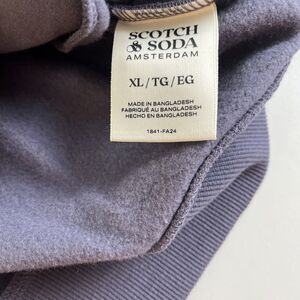 SCOTCH
& SODA
AMSTERDAM
XL/TG/EG
MADE IN BANGLADESH
FABRIQUÉ AU BANGLADESH
HECHO EN BANGLADESH
1841-FA24